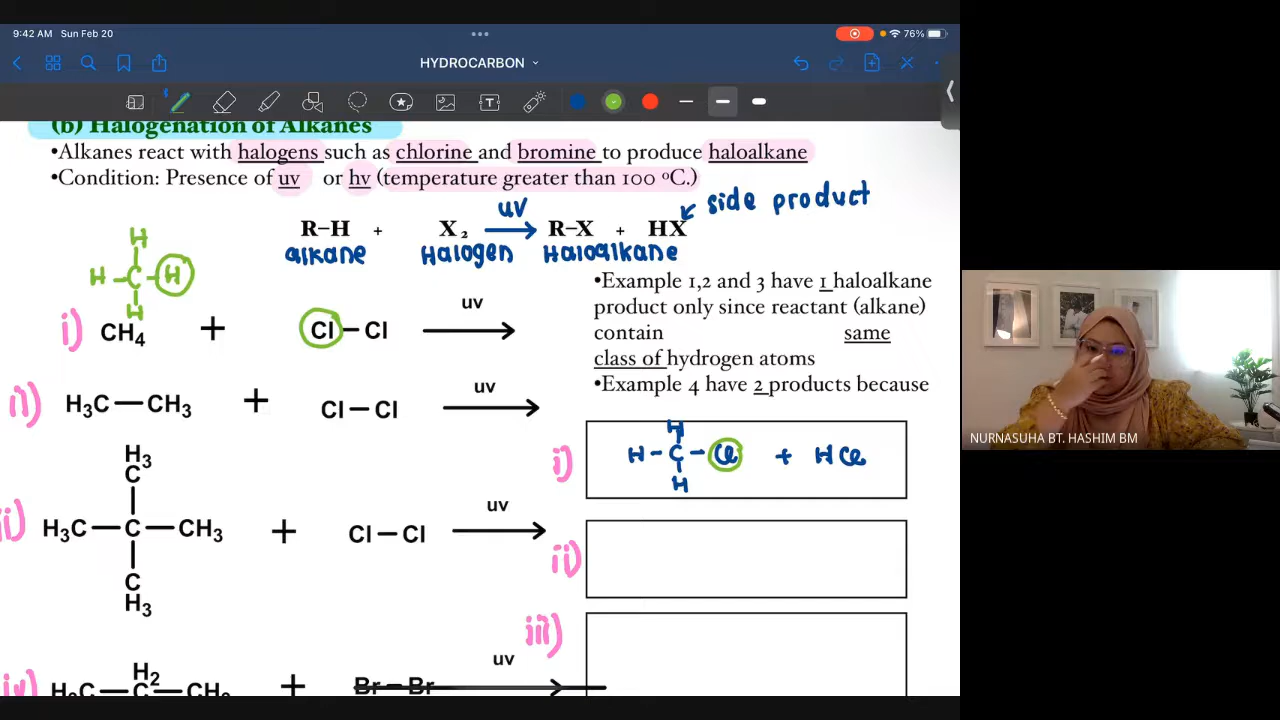 9:42 AM Sun Feb 20
76%
HYDROCARBON
(b) Halogenation of Alkanes
•Alkanes react with halogens such as chlorine and bromine to produce haloalkane
•Condition: Presence of uv or hv (temperature greater than 100 ºC.)
side product
uv
R–H + X₂ R–X + HX
alkane Halogen Haloalkane
H
H – C – H
H
i) CH₄ + Cl – Cl uv
•Example 1,2 and 3 have 1 haloalkane
product only since reactant (alkane)
contain same
class of hydrogen atoms
•Example 4 have 2 products because
ii) H₃C – CH₃ + Cl – Cl uv
i) H
H – C – Cl + HCl
H
H₃
C
ii) H₃C – C – CH₃ + Cl – Cl uv
C
H₃
ii)
iii)
H₂
iv) H₃C – C – CH₃ + Br – Br uv
NURNASUHA BT. HASHIM BM